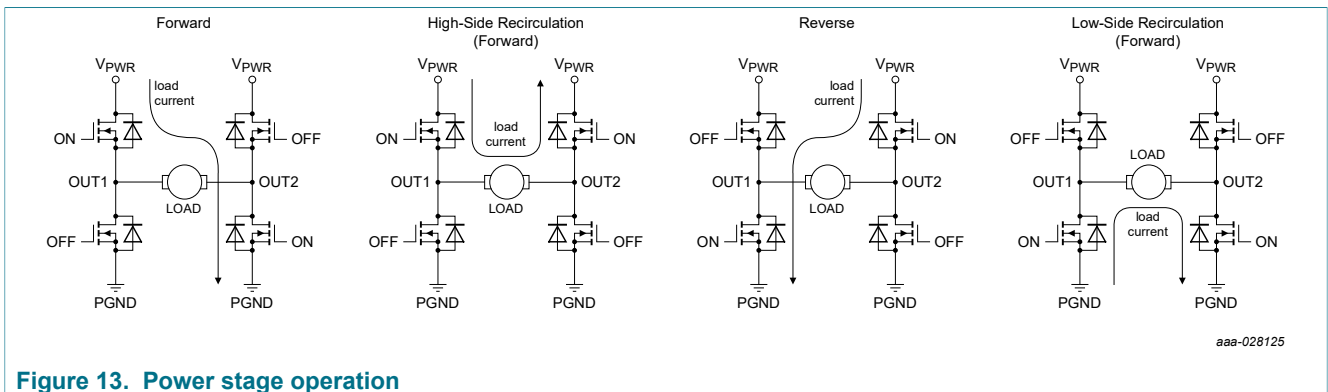 Forward
VPWR
VPWR
load
current
ON
OFF
OUT1
OUT2
LOAD
OFF
ON
PGND
PGND
High-Side Recirculation
(Forward)
VPWR
VPWR
load
current
ON
ON
OUT1
OUT2
LOAD
OFF
OFF
PGND
PGND
Reverse
VPWR
VPWR
load
current
OFF
ON
OUT1
OUT2
LOAD
ON
OFF
PGND
PGND
Low-Side Recirculation
(Forward)
VPWR
VPWR
OFF
OFF
LOAD
OUT1
OUT2
load
current
ON
ON
PGND
PGND
aaa-028125
Figure 13. Power stage operation